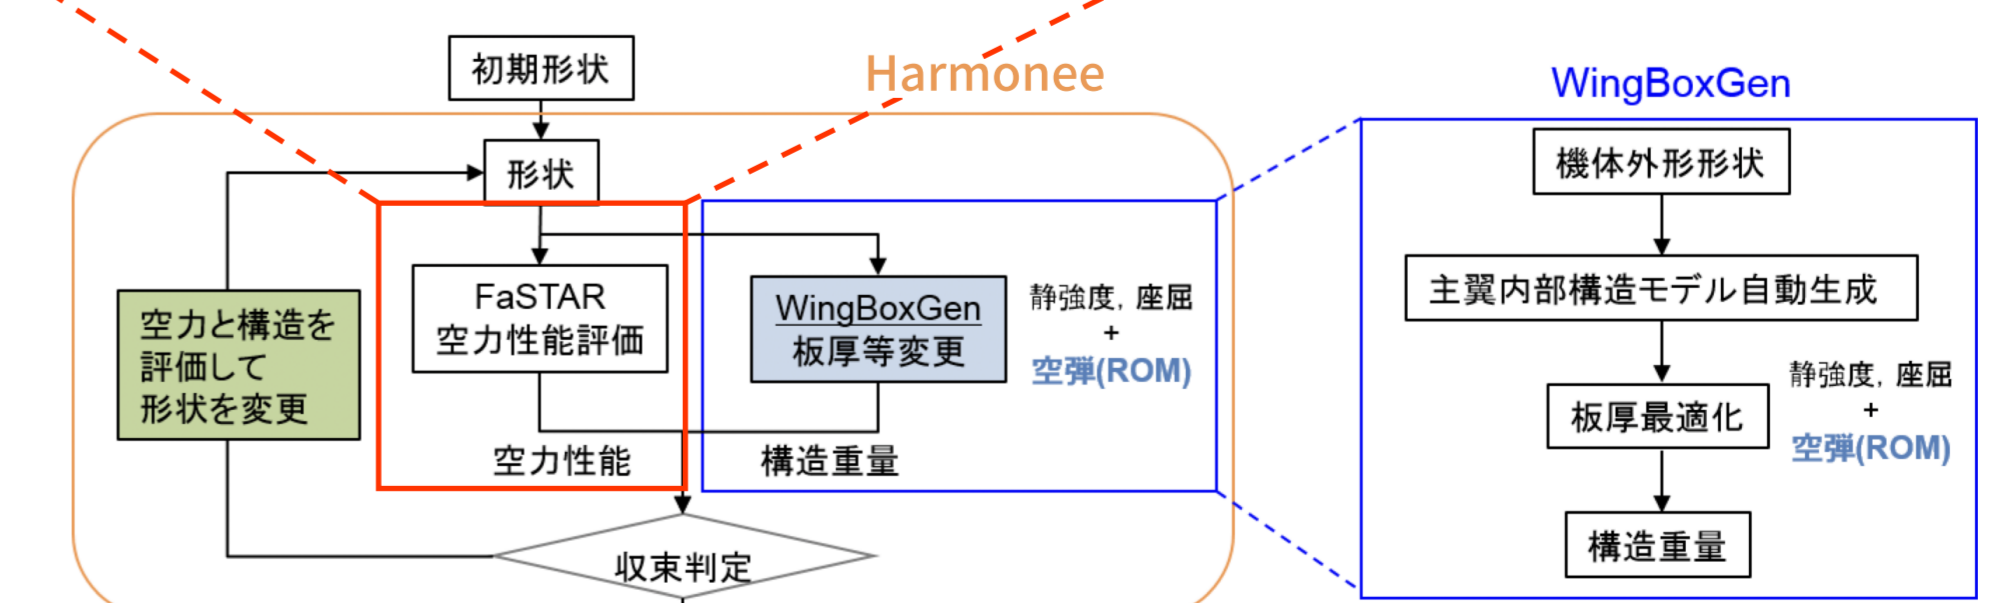 初期形状
Harmonee
形状
FaSTAR
空力性能評価
WingBoxGen
板厚等変更
静強度, 座屈
+
空弾(ROM)
空力と構造を
評価して
形状を変更
空力性能
構造重量
収束判定
WingBoxGen
機体外形形状
主翼内部構造モデル自動生成
板厚最適化
静強度, 座屈
+
空弾(ROM)
構造重量